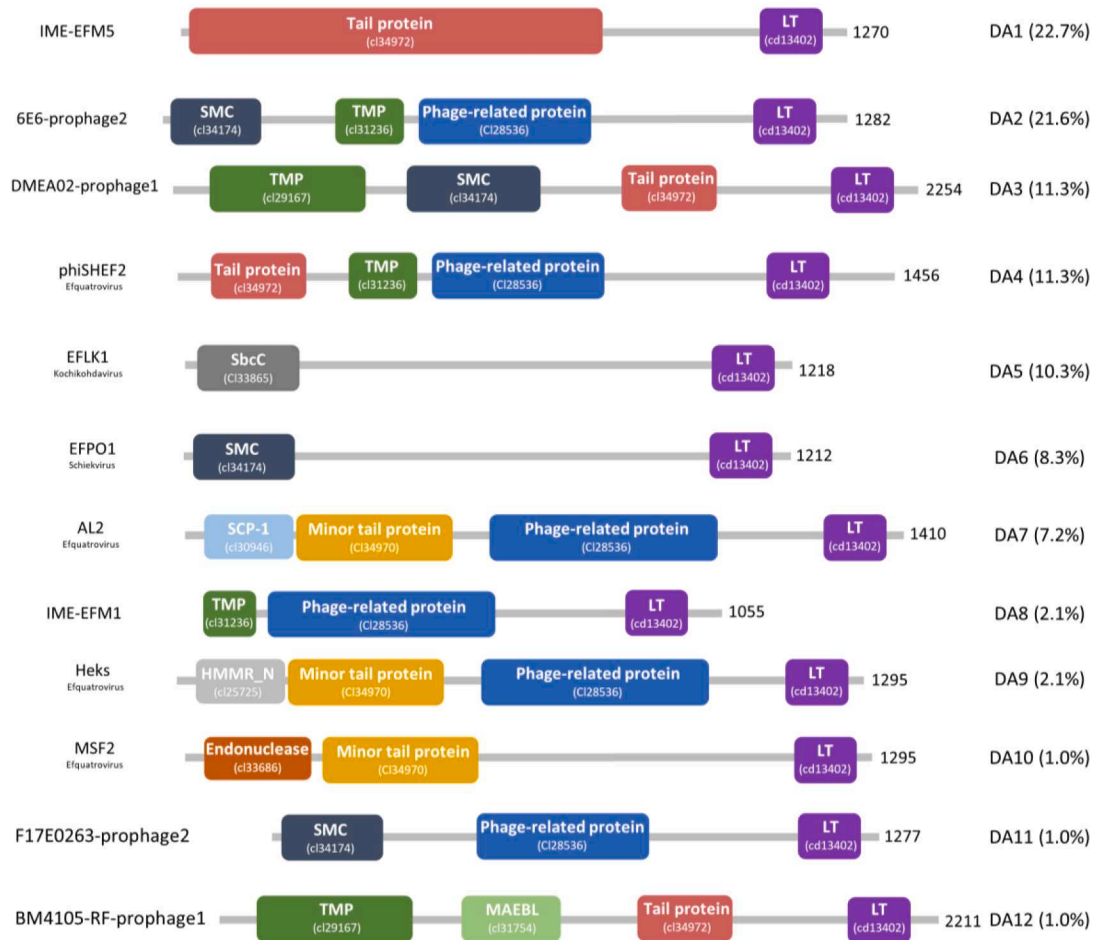 IME-EFM5
Tail protein
(cl34972)
LT
(cd13402)
1270
DA1 (22.7%)
6E6-prophage2
SMC
(cl34174)
TMP
(cl31236)
Phage-related protein
(Cl28536)
LT
(cd13402)
1282
DA2 (21.6%)
DMEA02-prophage1
TMP
(cl29167)
SMC
(cl34174)
Tail protein
(cl34972)
LT
(cd13402)
2254
DA3 (11.3%)
phiSHEF2
Efquatrovirus
Tail protein
(cl34972)
TMP
(cl31236)
Phage-related protein
(Cl28536)
LT
(cd13402)
1456
DA4 (11.3%)
EFLK1
Kochikohdavirus
SbcC
(Cl33865)
LT
(cd13402)
1218
DA5 (10.3%)
EFPO1
Schiekvirus
SMC
(cl34174)
LT
(cd13402)
1212
DA6 (8.3%)
AL2
Efquatrovirus
SCP-1
(cl30946)
Minor tail protein
(Cl34970)
Phage-related protein
(Cl28536)
LT
(cd13402)
1410
DA7 (7.2%)
IME-EFM1
TMP
(cl31236)
Phage-related protein
(Cl28536)
LT
(cd13402)
1055
DA8 (2.1%)
Heks
Efquatrovirus
HMMR_N
(cl25725)
Minor tail protein
(Cl34970)
Phage-related protein
(Cl28536)
LT
(cd13402)
1295
DA9 (2.1%)
MSF2
Efquatrovirus
Endonuclease
(cl33686)
Minor tail protein
(Cl34970)
LT
(cd13402)
1295
DA10 (1.0%)
F17E0263-prophage2
SMC
(cl34174)
Phage-related protein
(Cl28536)
LT
(cd13402)
1277
DA11 (1.0%)
BM4105-RF-prophage1
TMP
(cl29167)
MAEBL
(cl31754)
Tail protein
(cl34972)
LT
(cd13402)
2211
DA12 (1.0%)